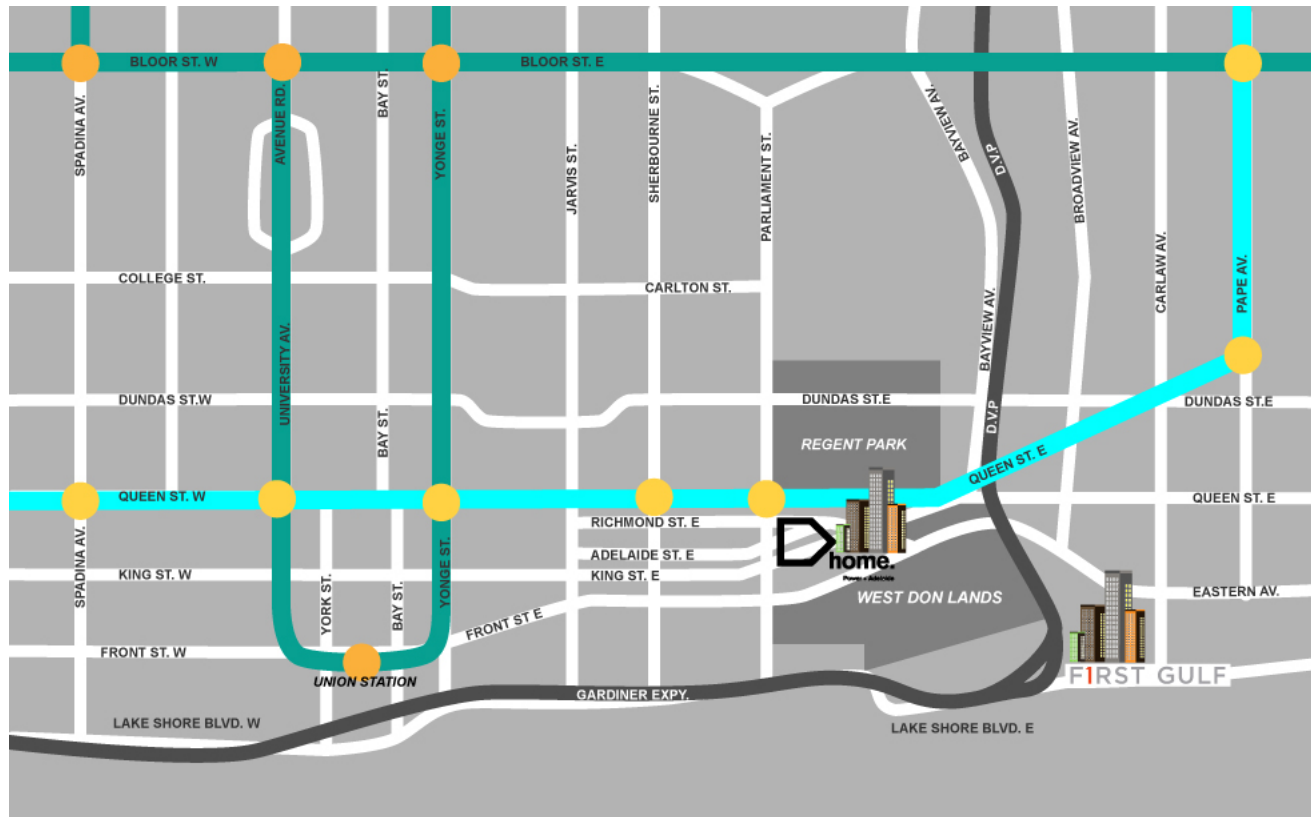 BLOOR ST. W
BLOOR ST. E
SPADINA AV.
AVENUE RD.
BAY ST.
YONGE ST.
JARVIS ST.
SHERBOURNE ST.
PARLIAMENT ST.
BAYVIEW AV.
D.V.P
BROADVIEW AV.
CARLAW AV.
PAPE AV.
COLLEGE ST.
CARLTON ST.
UNIVERSITY AV.
BAYVIEW AV.
DUNDAS ST.W
BAY ST.
DUNDAS ST.E
DUNDAS ST.E
D.V.P
REGENT PARK
QUEEN ST. E
QUEEN ST. W
QUEEN ST. E
RICHMOND ST. E
ADELAIDE ST. E
home.
Power + Adelaide
SPADINA AV.
KING ST. W
YORK ST.
BAY ST.
YONGE ST.
KING ST. E
WEST DON LANDS
EASTERN AV.
FRONT ST E
FRONT ST. W
UNION STATION
F1RST GULF
GARDINER EXPY.
LAKE SHORE BLVD. W
LAKE SHORE BLVD. E